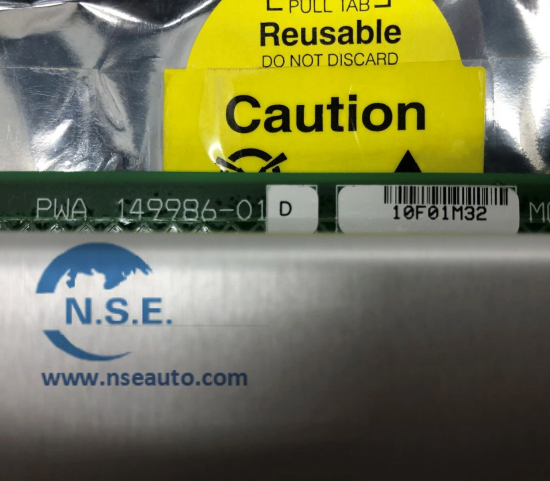 PULL TAB
Reusable
DO NOT DISCARD
Caution
PWA 149986-01 D 10F01M32
N.S.E.
www.nseauto.com